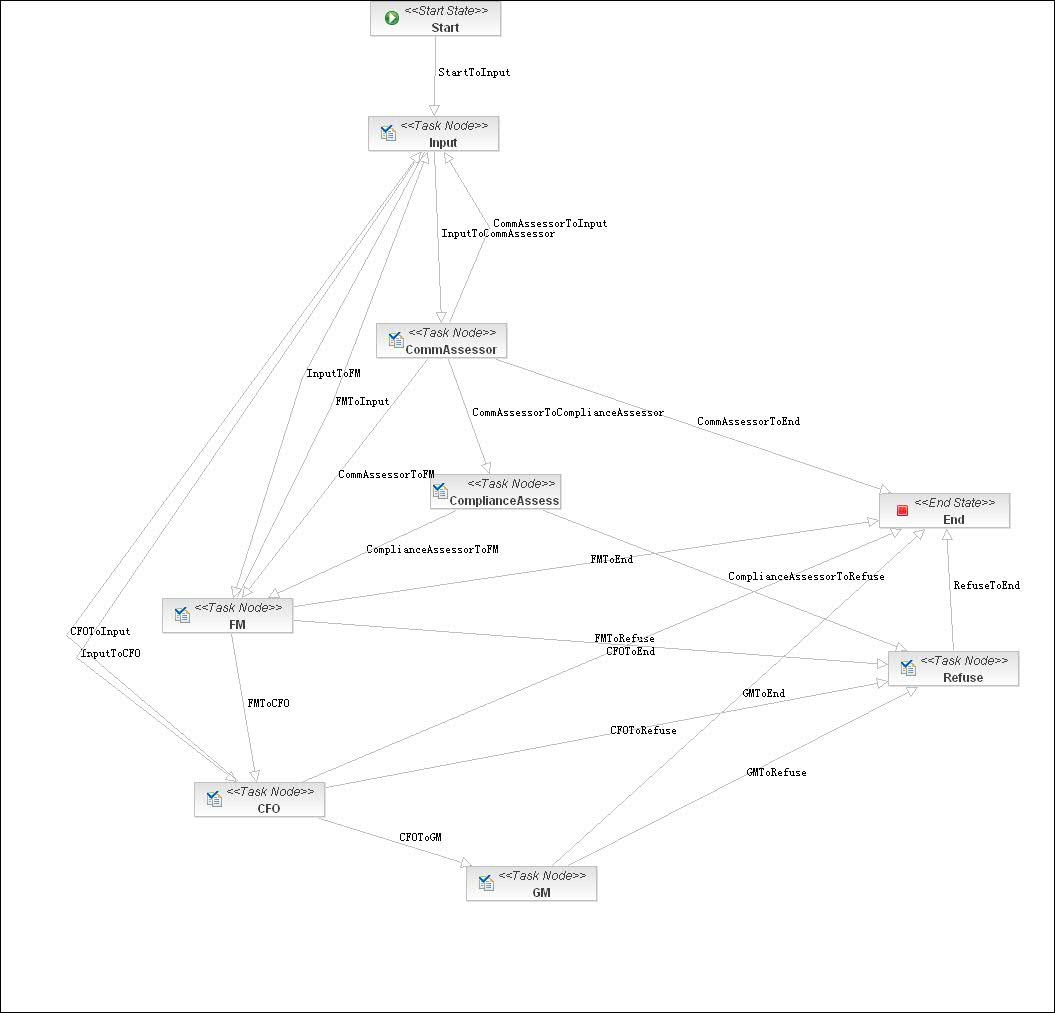 <<Start State>>
Start
StartToInput
<<Task Node>>
Input
CommAssessorToInput
InputToCommAssessor
<<Task Node>>
CommAssessor
InputToFM
FMToInput
CommAssessorToComplianceAssessor
CommAssessorToEnd
CommAssessorToFM
<<Task Node>>
ComplianceAssess
<<End State>>
End
ComplianceAssessorToFM
FMToEnd
ComplianceAssessorToRefuse
RefuseToEnd
<<Task Node>>
FM
CFOToInput
FMToRefuse
CFOToEnd
InputToCFO
<<Task Node>>
Refuse
GMToEnd
FMToCFO
CFOToRefuse
GMToRefuse
<<Task Node>>
CFO
CFOToGM
<<Task Node>>
GM